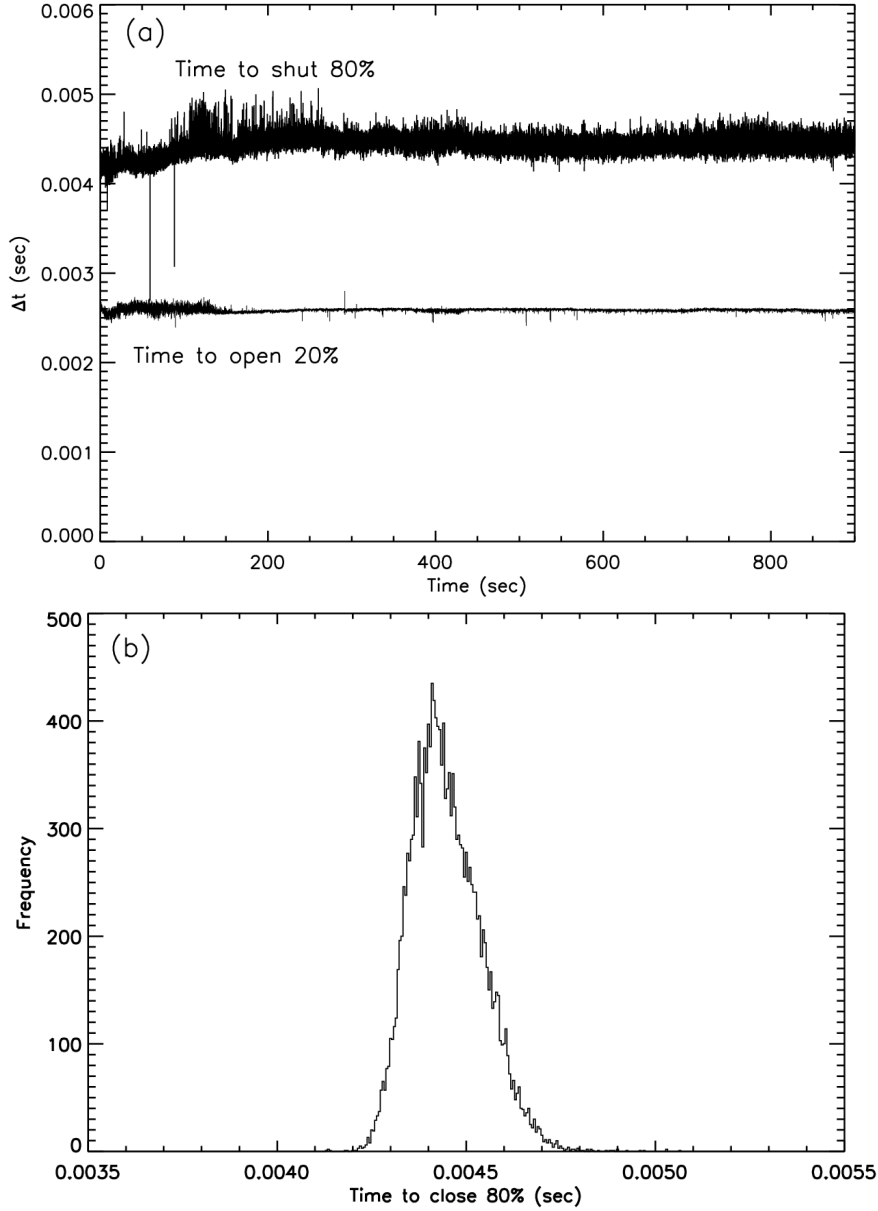 0.006
(a)
Time to shut 80%
0.005
0.004
0.003
Δt (sec)
Time to open 20%
0.002
0.001
0.000
0 200 400 600 800
Time (sec)
500
(b)
400
300
Frequency
200
100
0
0.0035 0.0040 0.0045 0.0050 0.0055
Time to close 80% (sec)